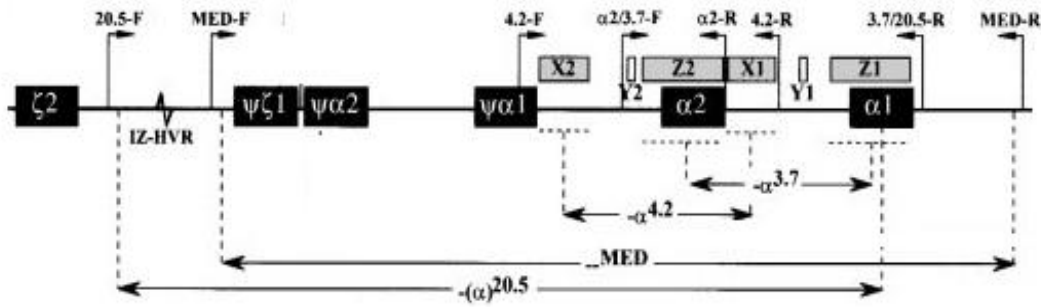 20.5-F MED-F 4.2-F α2/3.7-F α2-R 4.2-R 3.7/20.5-R MED-R
X2 Z2 X1 Z1
Y2 Y1
ζ2 ψζ1 ψα2 ψα1 α2 α1
IZ-HVR
-α3.7
-α4.2
--MED
-(α)20.5